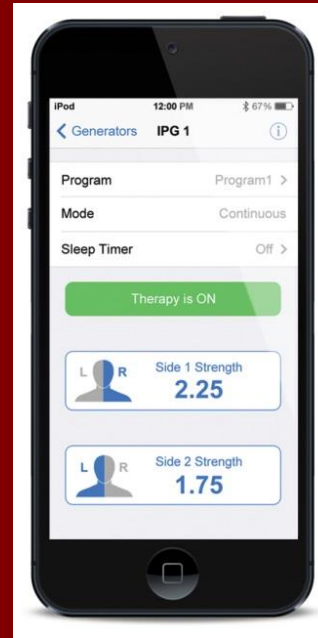 iPod 12:00 PM 67%
Generators IPG 1
Program Program1 >
Mode Continuous
Sleep Timer Off >
Therapy is ON
L R Side 1 Strength
2.25
L R Side 2 Strength
1.75